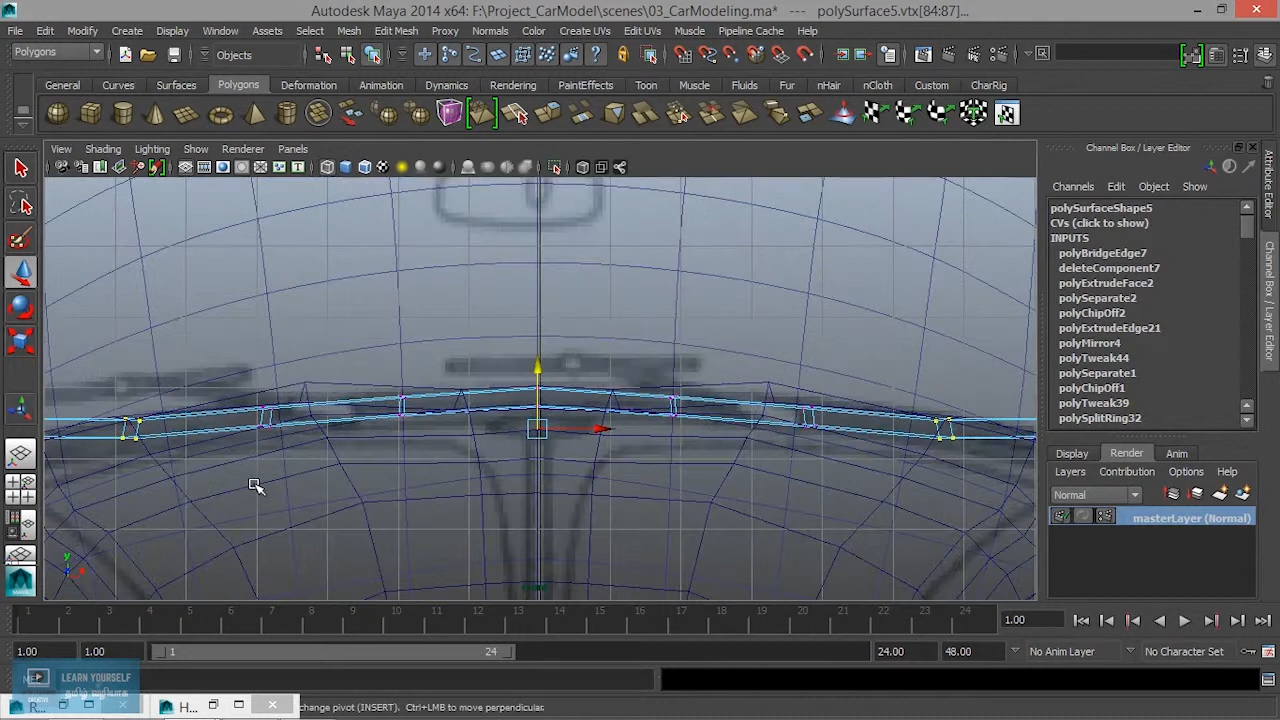 Autodesk Maya 2014 x64: F:\Project_CarModel\scenes\03_CarModeling.ma* --- polySurface5.vtx[84:87]...
File Edit Modify Create Display Window Assets Select Mesh Edit Mesh Proxy Normals Color Create UVs Edit UVs Muscle Pipeline Cache Help
Polygons Objects
General Curves Surfaces Polygons Deformation Animation Dynamics Rendering PaintEffects Toon Muscle Fluids Fur nHair nCloth Custom CharRig
View Shading Lighting Show Renderer Panels
Channel Box / Layer Editor
Channels Edit Object Show
polySurfaceShape5
CVs (click to show)
INPUTS
polyBridgeEdge7
deleteComponent7
polyExtrudeFace2
polySeparate2
polyChipOff2
polyExtrudeEdge21
polyMirror4
polyTweak44
polySeparate1
polyChipOff1
polyTweak39
polySplitRing32
Attribute Editor
Channel Box / Layer Editor
Display Render Anim
Layers Contribution Options Help
Normal
masterLayer (Normal)
y
1 2 3 4 5 6 7 8 9 10 11 12 13 14 15 16 17 18 19 20 21 22 23 24 1.00
1.00 1.00 1 24 24.00 48.00 No Anim Layer No Character Set
LEARN YOURSELF
R... H... change pivot (INSERT). Ctrl+LMB to move perpendicular.